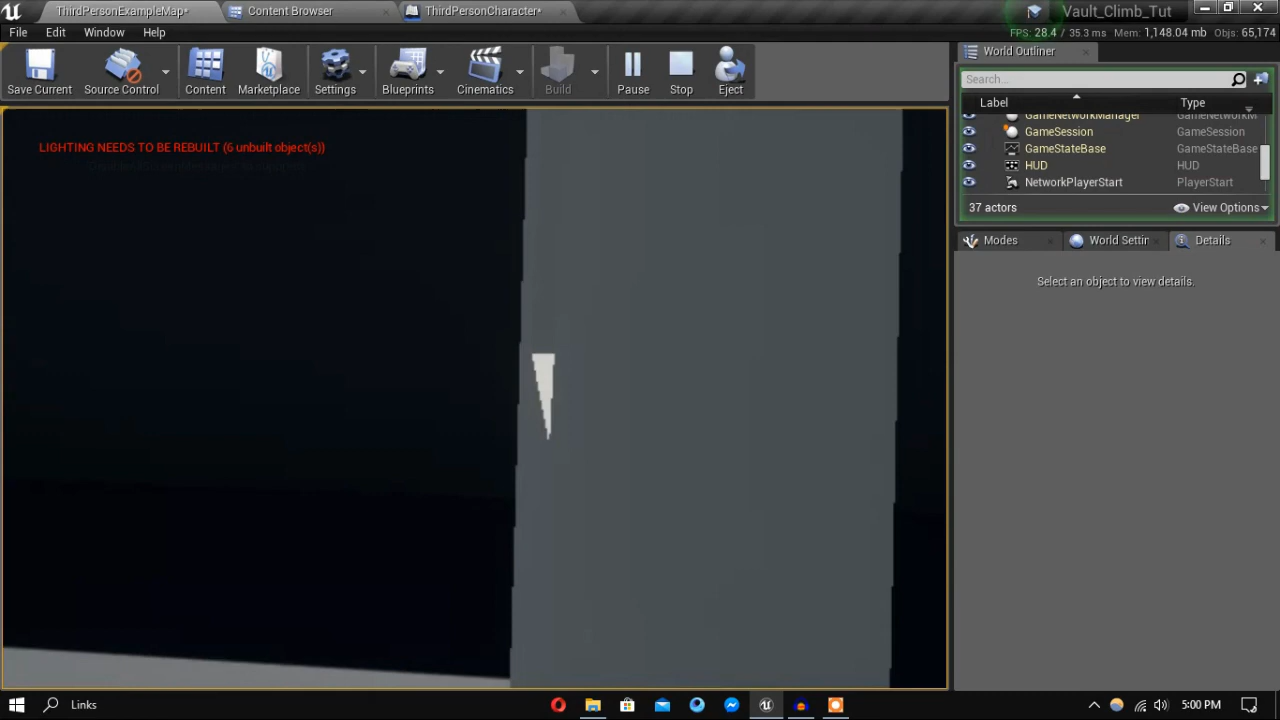 ThirdPersonExampleMap*
Content Browser
ThirdPersonCharacter*
Vault_Climb_Tut
File
Edit
Window
Help
FPS: 28.4 / 35.3 ms Mem: 1,148.04 mb Objs: 65,174
Save Current
Source Control
Content
Marketplace
Settings
Blueprints
Cinematics
Build
Pause
Stop
Eject
World Outliner
Search...
Label
Type
GameNetworkManager
GameNetworkM
GameSession
GameSession
GameStateBase
GameStateBase
HUD
HUD
NetworkPlayerStart
PlayerStart
37 actors
View Options
Modes
World Settin
Details
Select an object to view details.
LIGHTING NEEDS TO BE REBUILT (6 unbuilt object(s))
Links
5:00 PM